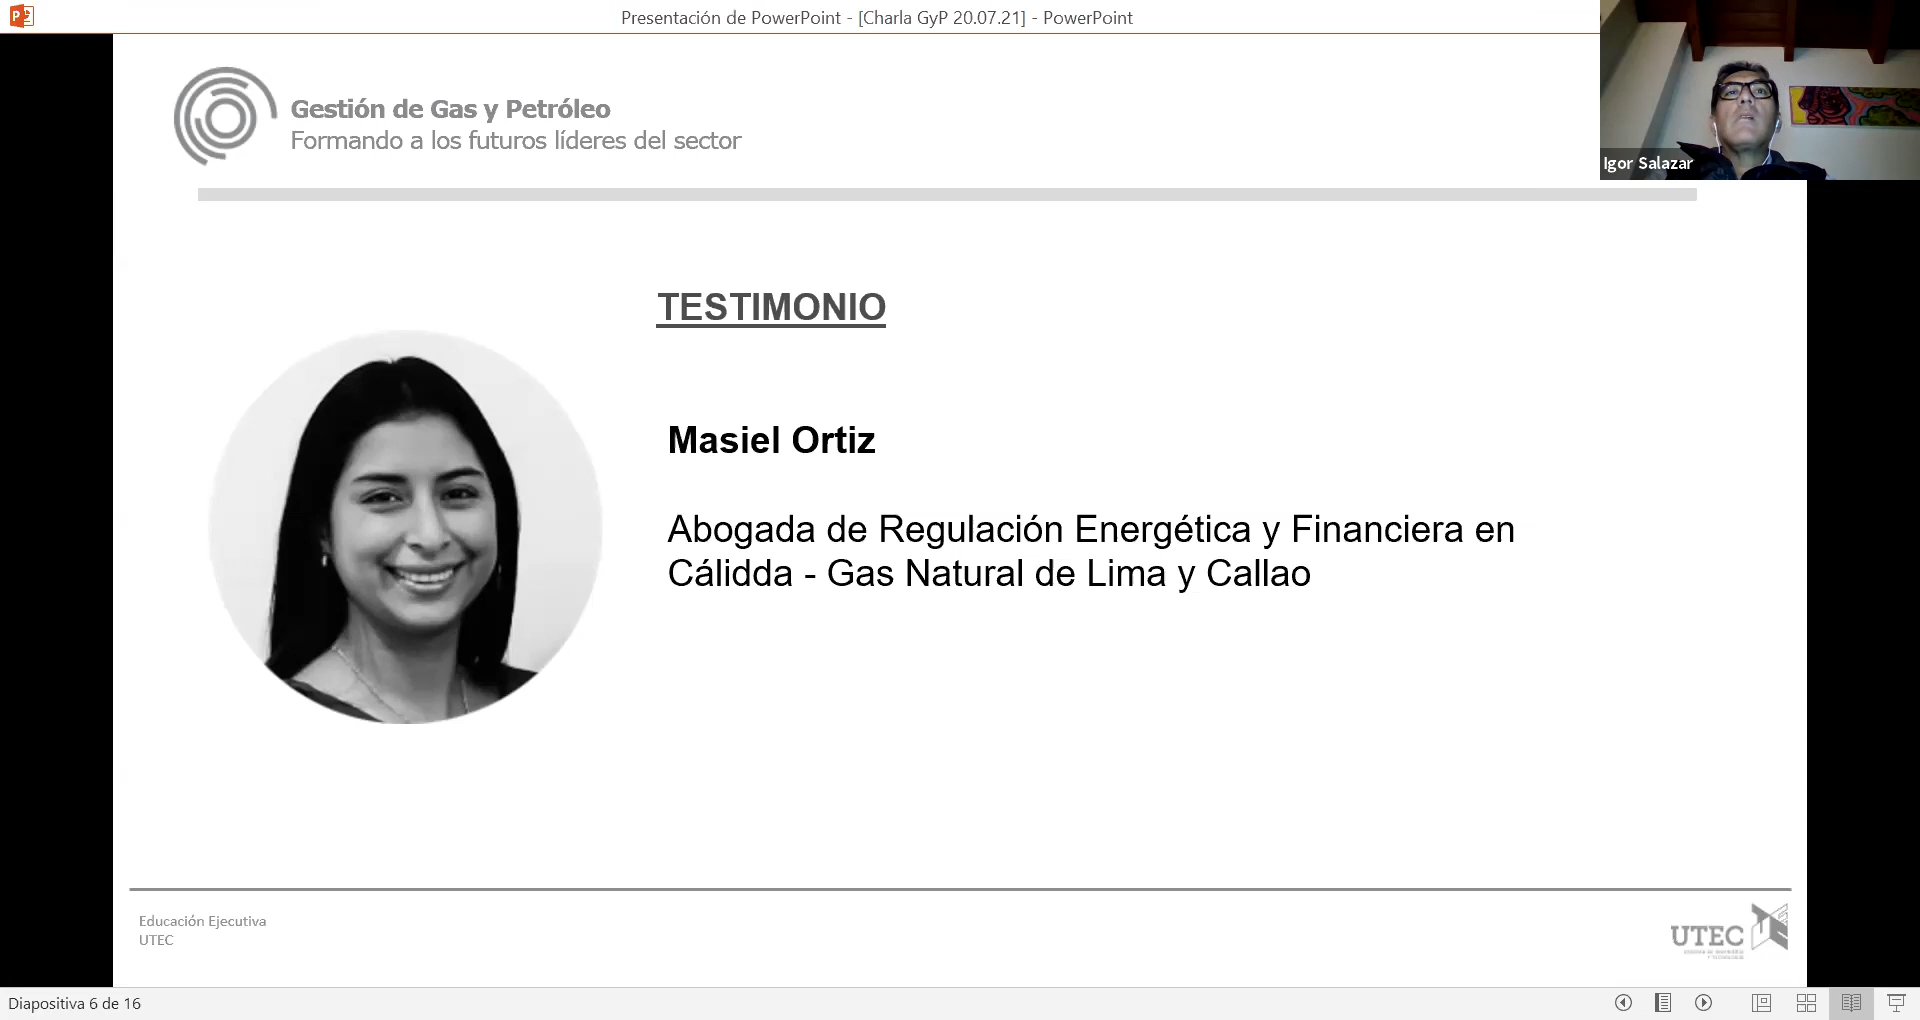 Presentación de PowerPoint - [Charla GyP 20.07.21] - PowerPoint
Gestión de Gas y Petróleo
Formando a los futuros líderes del sector
Igor Salazar
TESTIMONIO
Masiel Ortiz
Abogada de Regulación Energética y Financiera en
Cálidda - Gas Natural de Lima y Callao
Educación Ejecutiva
UTEC
UTEC
Diapositiva 6 de 16